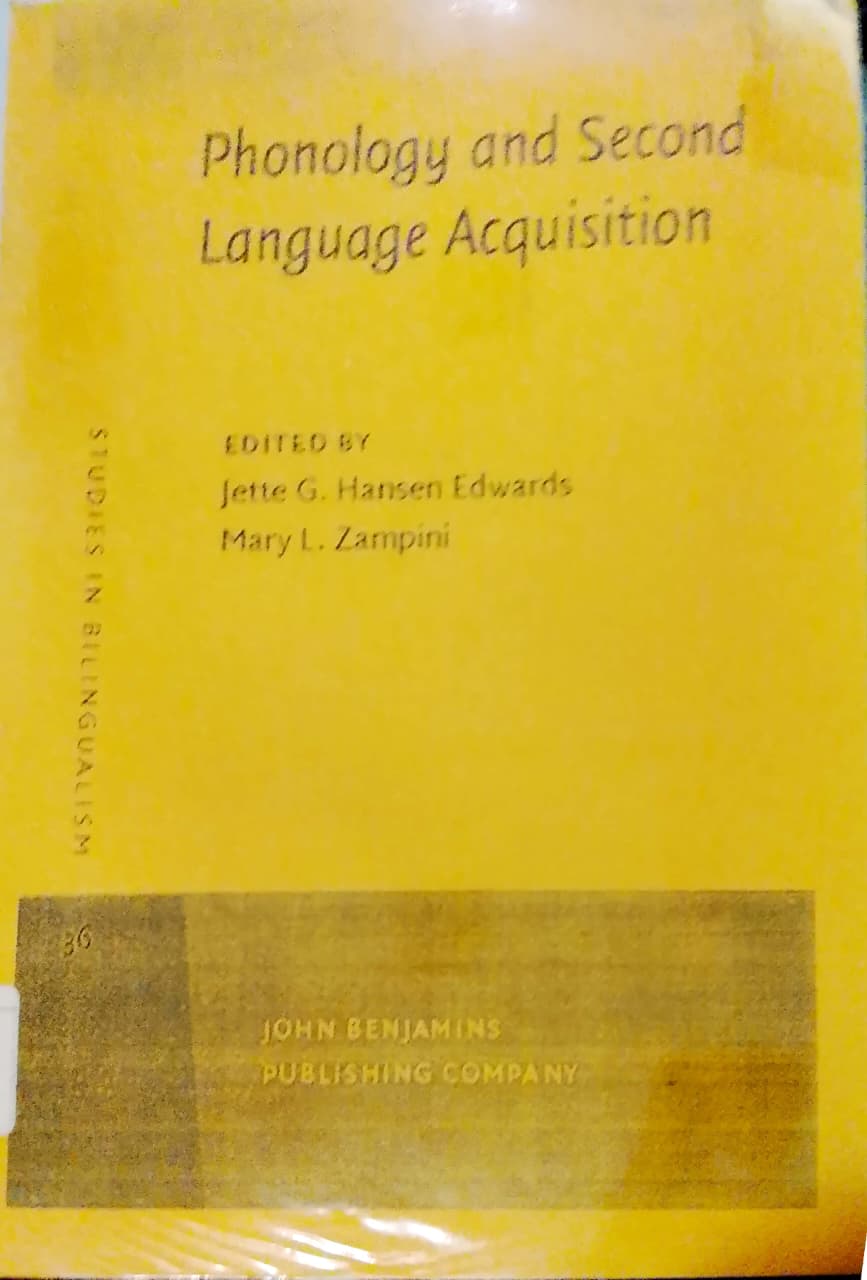 Phonology and Second
Language Acquisition
EDITED BY
Jette G. Hansen Edwards
Mary L. Zampini
STUDIES IN BILINGUALISM
36
JOHN BENJAMINS
PUBLISHING COMPANY